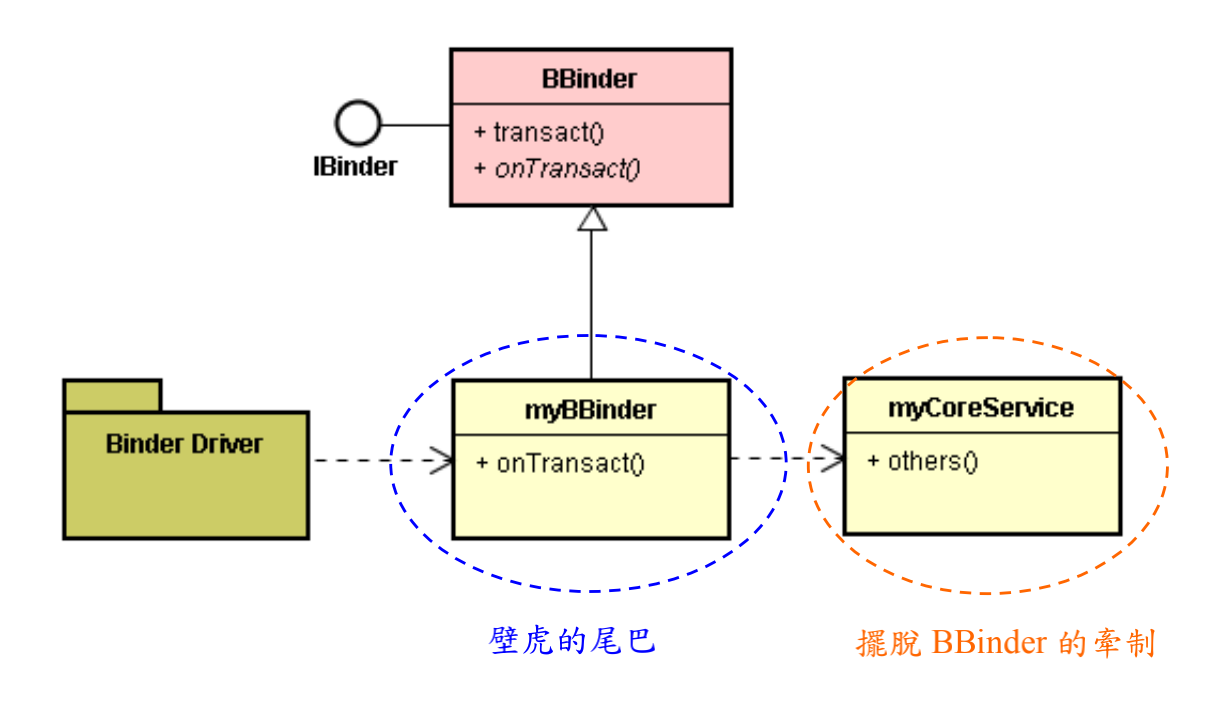 BBinder
+ transact()
+ onTransact()
IBinder
Binder Driver
myBBinder
+ onTransact()
myCoreService
+ others()
壁虎的尾巴
擺脫 BBinder 的牽制